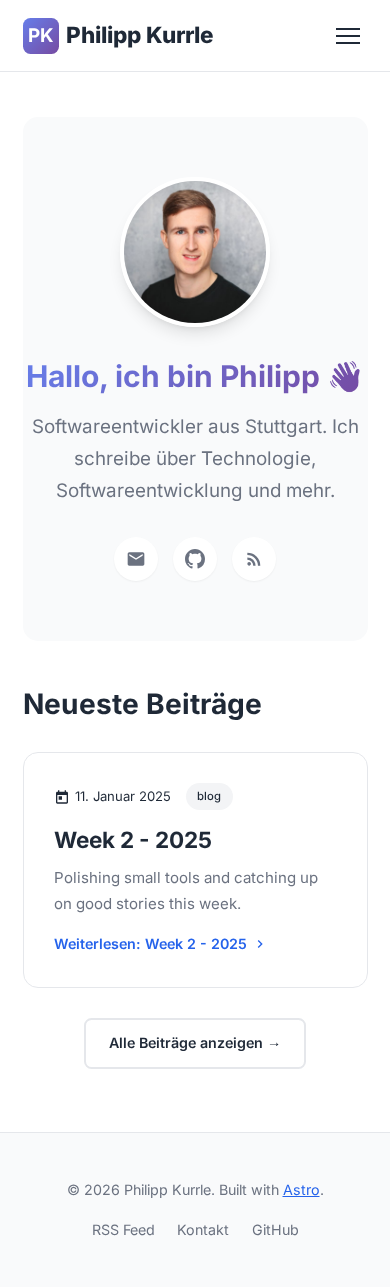 PK Philipp Kurrle
Hallo, ich bin Philipp 👋
Softwareentwickler aus Stuttgart. Ich
schreibe über Technologie,
Softwareentwicklung und mehr.
Neueste Beiträge
11. Januar 2025 blog
Week 2 - 2025
Polishing small tools and catching up
on good stories this week.
Weiterlesen: Week 2 - 2025
Alle Beiträge anzeigen →
© 2026 Philipp Kurrle. Built with Astro.
RSS Feed Kontakt GitHub